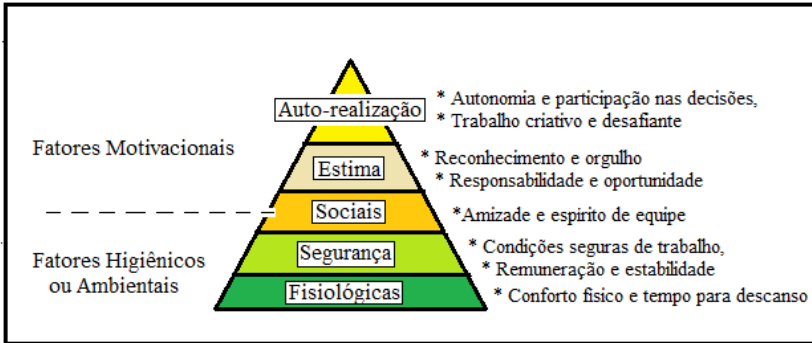 Auto-realização
* Autonomia e participação nas decisões,
* Trabalho criativo e desafiante
Fatores Motivacionais
Estima
* Reconhecimento e orgulho
* Responsabilidade e oportunidade
Sociais
*Amizade e espirito de equipe
Fatores Higiênicos
ou Ambientais
Segurança
* Condições seguras de trabalho,
* Remuneração e estabilidade
Fisiológicas
* Conforto fisico e tempo para descanso